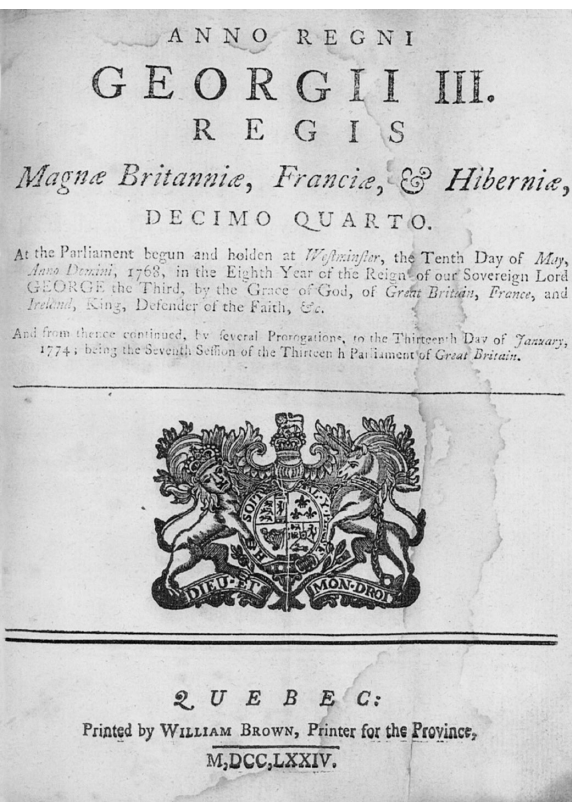 ANNO REGNI
GEORGII III.
REGIS
Magnæ Britanniæ, Franciæ, & Hiberniæ,
DECIMO QUARTO.
At the Parliament begun and holden at Westminster, the Tenth Day of May,
Anno Domini, 1768, in the Eighth Year of the Reign of our Sovereign Lord
GEORGE the Third, by the Grace of God, of Great Britain, France, and
Ireland, King, Defender of the Faith, &c.
And from thence continued, by several Prorogations, to the Thirteenth Day of January,
1774; being the Seventh Session of the Thirteen h Parliament of Great Britain.
HONI SOIT Y PENSE
DIEU·ET MON·DROI
QUEBEC:
Printed by WILLIAM BROWN, Printer for the Province,
M,DCC,LXXIV.